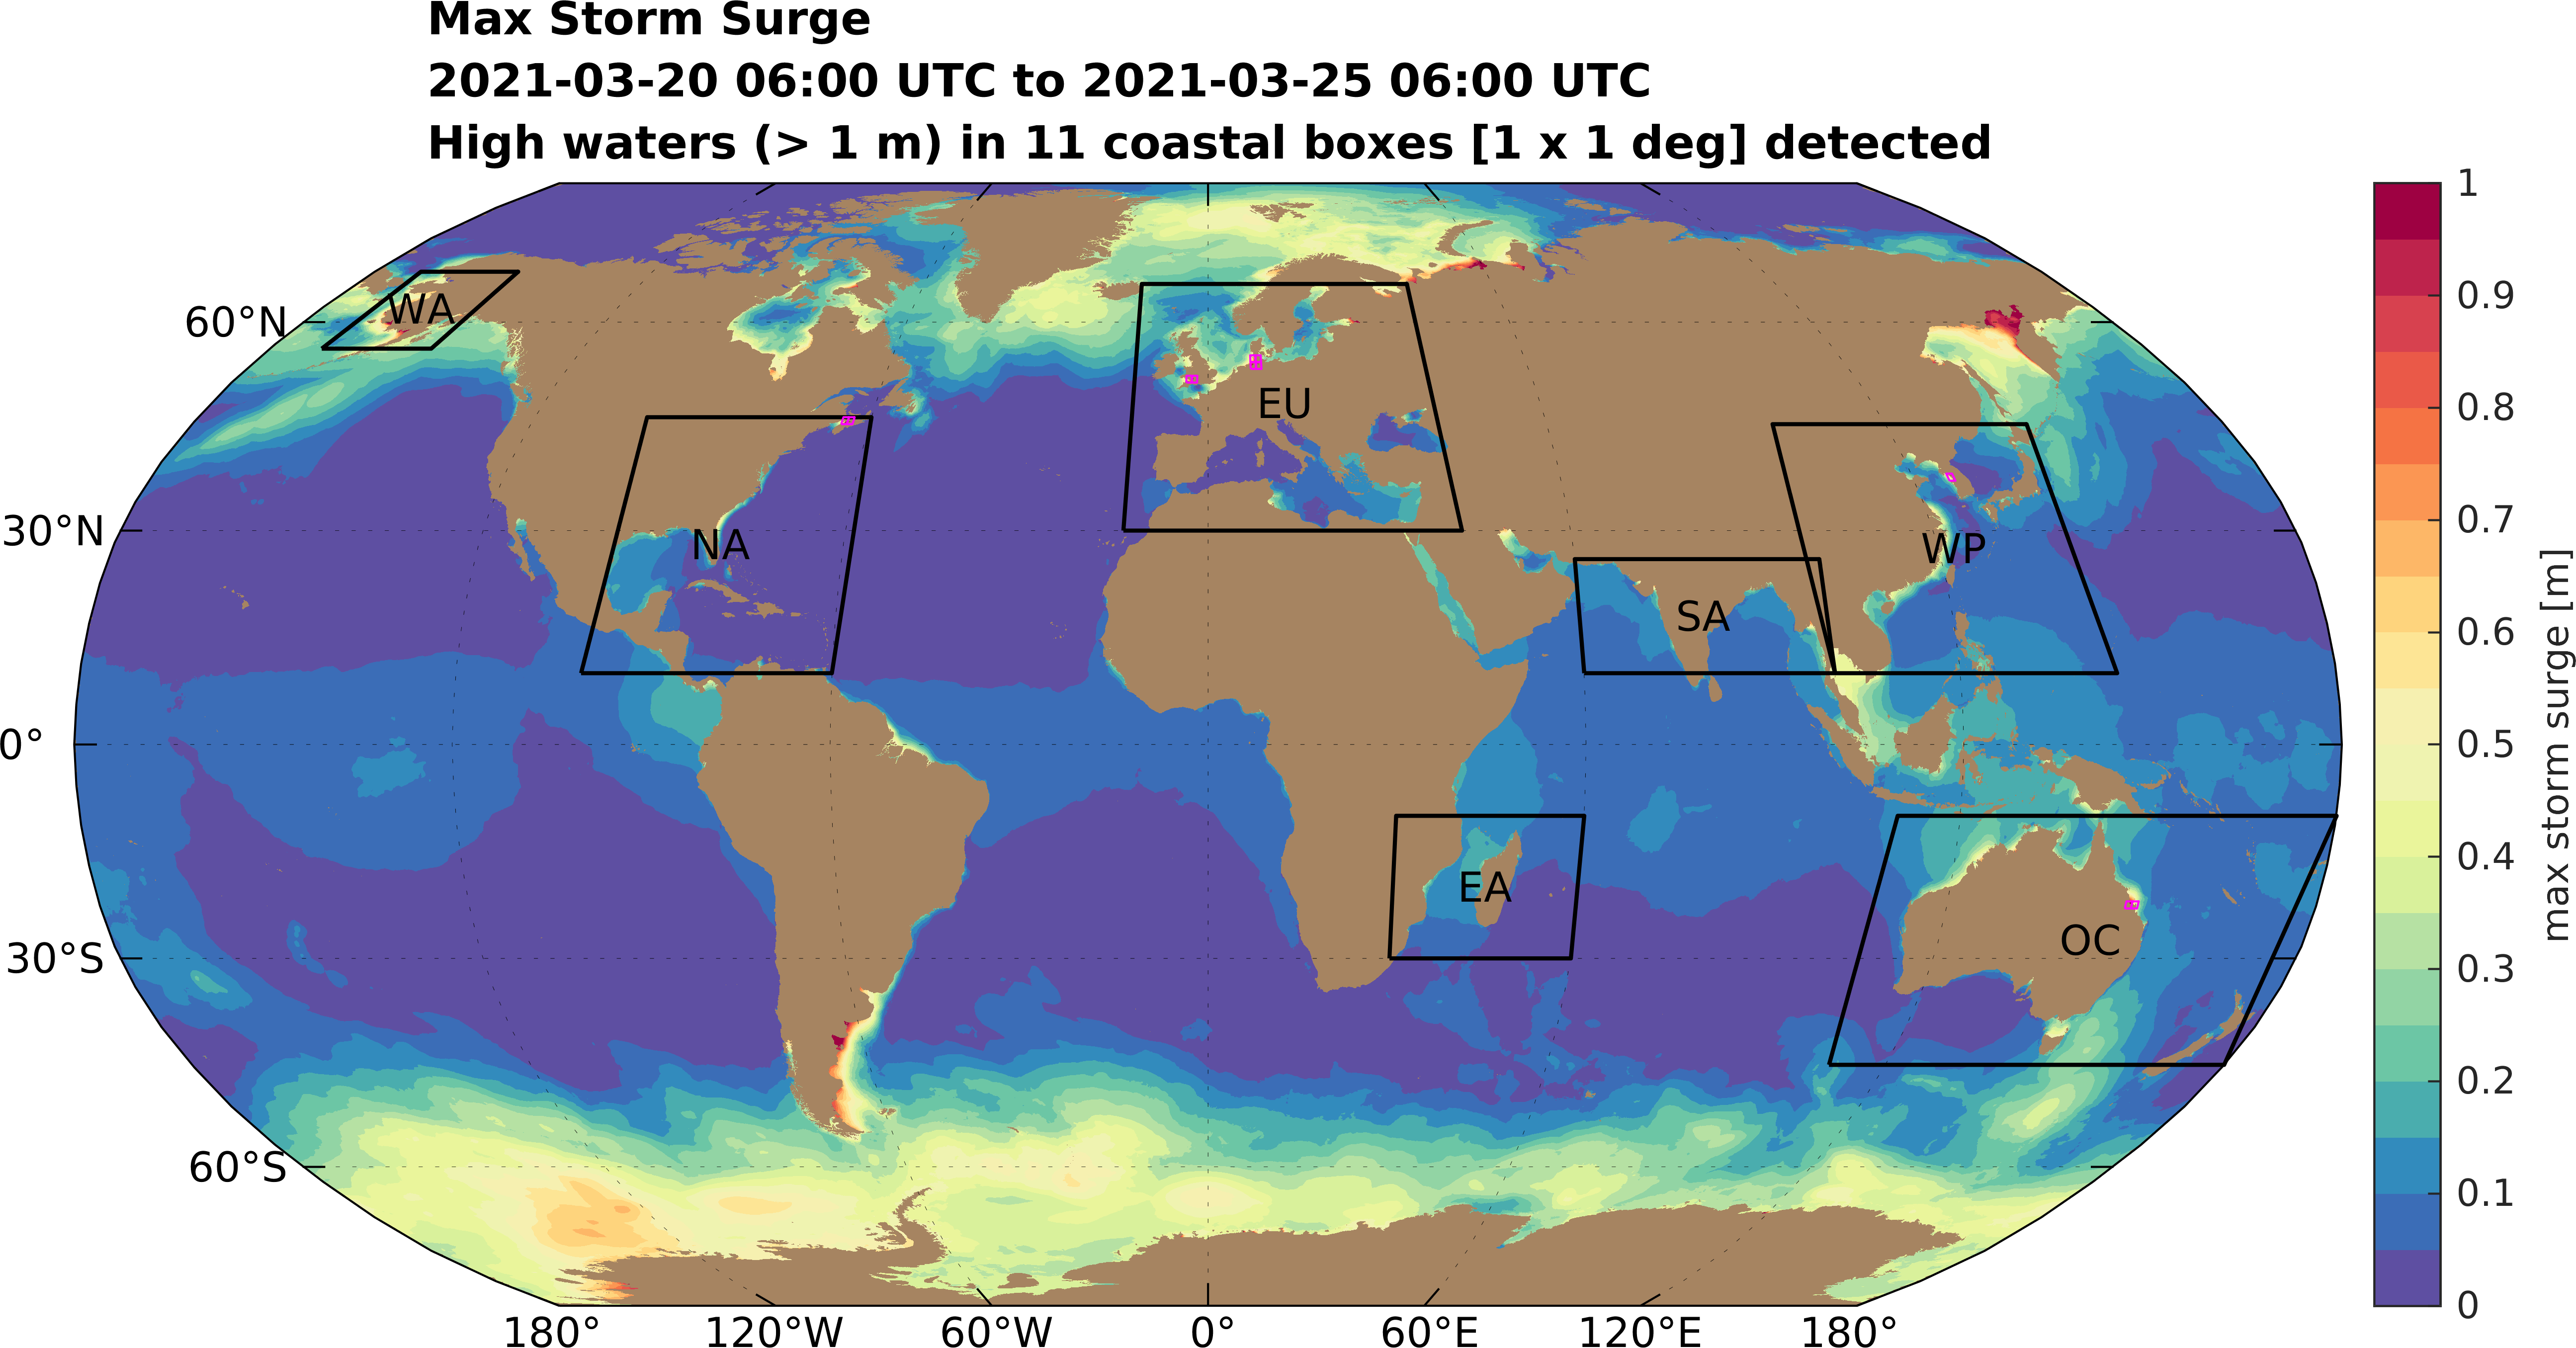 Max Storm Surge
2021-03-20 06:00 UTC to 2021-03-25 06:00 UTC
High waters (> 1 m) in 11 coastal boxes [1 x 1 deg] detected
60°N
30°N
0°
30°S
60°S
180°
120°W
60°W
0°
60°E
120°E
180°
WA
NA
EU
SA
WP
EA
OC
1
0.9
0.8
0.7
0.6
0.5
0.4
0.3
0.2
0.1
0
max storm surge [m]